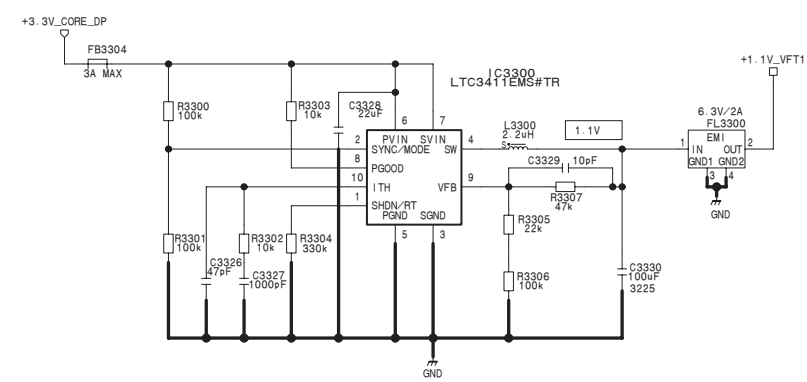 +3.3V_CORE_DP
FB3304
3A MAX
R3300
100k
R3303
10k
C3328
22uF
IC3300
LTC3411EMS#TR
6
7
PVIN
SVIN
2
SYNC/MODE
SW
4
8
PGOOD
10
ITH
VFB
9
1
SHDN/RT
PGND
SGND
5
3
L3300
2.2uH
S*
1.1V
C3329
10pF
R3307
47k
R3305
22k
R3306
100k
C3330
100uF
3225
R3301
100k
C3326
47pF
R3302
10k
C3327
1000pF
R3304
330k
GND
+1.1V_VFT1
6.3V/2A
FL3300
EMI
1
IN
OUT
2
GND1
GND2
3
4
GND